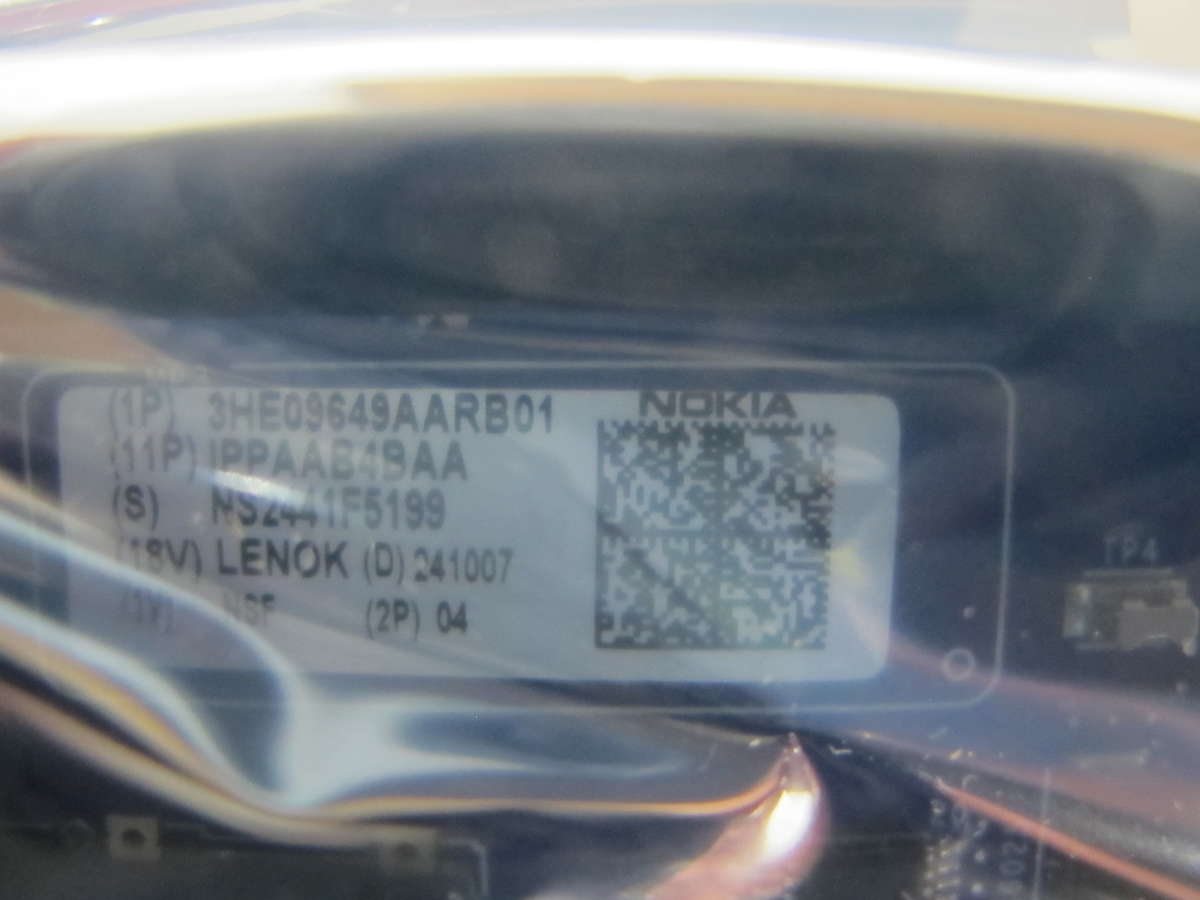 NOKIA
(1P) 3HE09649AARB01
(11P) IPPAAB4BAA
(S) NS2441F5199
(18V) LENOK (D) 241007
(2P) 04
TP4